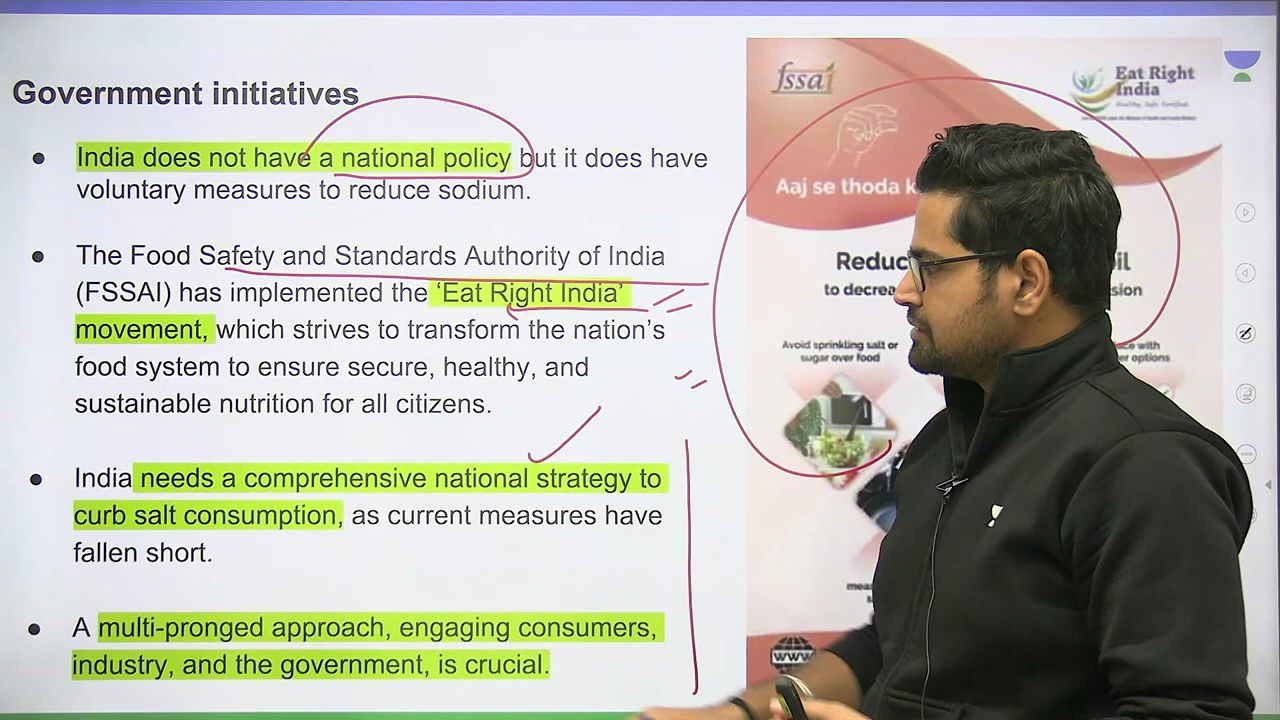 Government initiatives
● India does not have a national policy but it does have
voluntary measures to reduce sodium.
● The Food Safety and Standards Authority of India
(FSSAI) has implemented the ‘Eat Right India’
movement, which strives to transform the nation’s
food system to ensure secure, healthy, and
sustainable nutrition for all citizens.
● India needs a comprehensive national strategy to
curb salt consumption, as current measures have
fallen short.
● A multi-pronged approach, engaging consumers,
industry, and the government, is crucial.
fssai
Eat Right
India
Aaj se thoda
to
Avoid sprinkling salt or
sugar over food
with
options
WWW